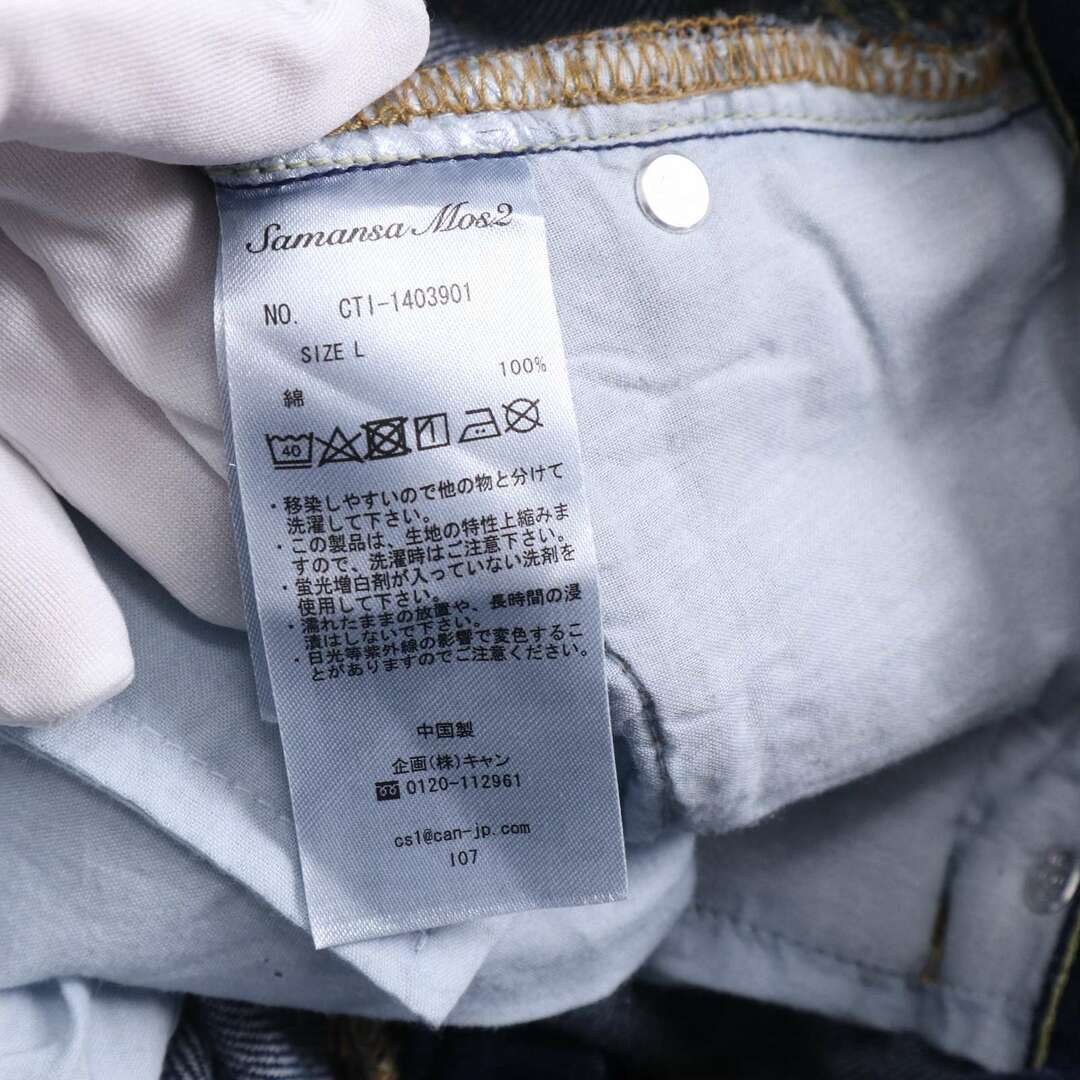 Samansa Mos2
NO. CTI-1403901
SIZE L
綿 100%
40
・移染しやすいので他の物と分けて
洗濯して下さい。
・この製品は、生地の特性上縮みま
すので、洗濯時はご注意下さい。
・蛍光増白剤が入っていない洗剤を
使用して下さい。
・濡れたままの放置や、長時間の浸
漬はしないで下さい。
・日光等紫外線の影響で変色するこ
とがありますのでご注意ください。
中国製
企画(株)キャン
0120-112961
cs1@can-jp.com
107